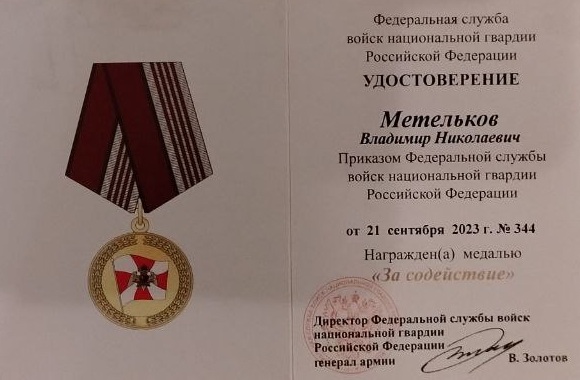 Федеральная служба
войск национальной гвардии
Российской Федерации
УДОСТОВЕРЕНИЕ
Метельков
Владимир Николаевич
Приказом Федеральной службы
войск национальной гвардии
Российской Федерации
от 21 сентября 2023 г. № 344
Награжден(а) медалью
«За содействие»
Директор Федеральной службы войск
национальной гвардии
Российской Федерации
генерал армии
В. Золотов